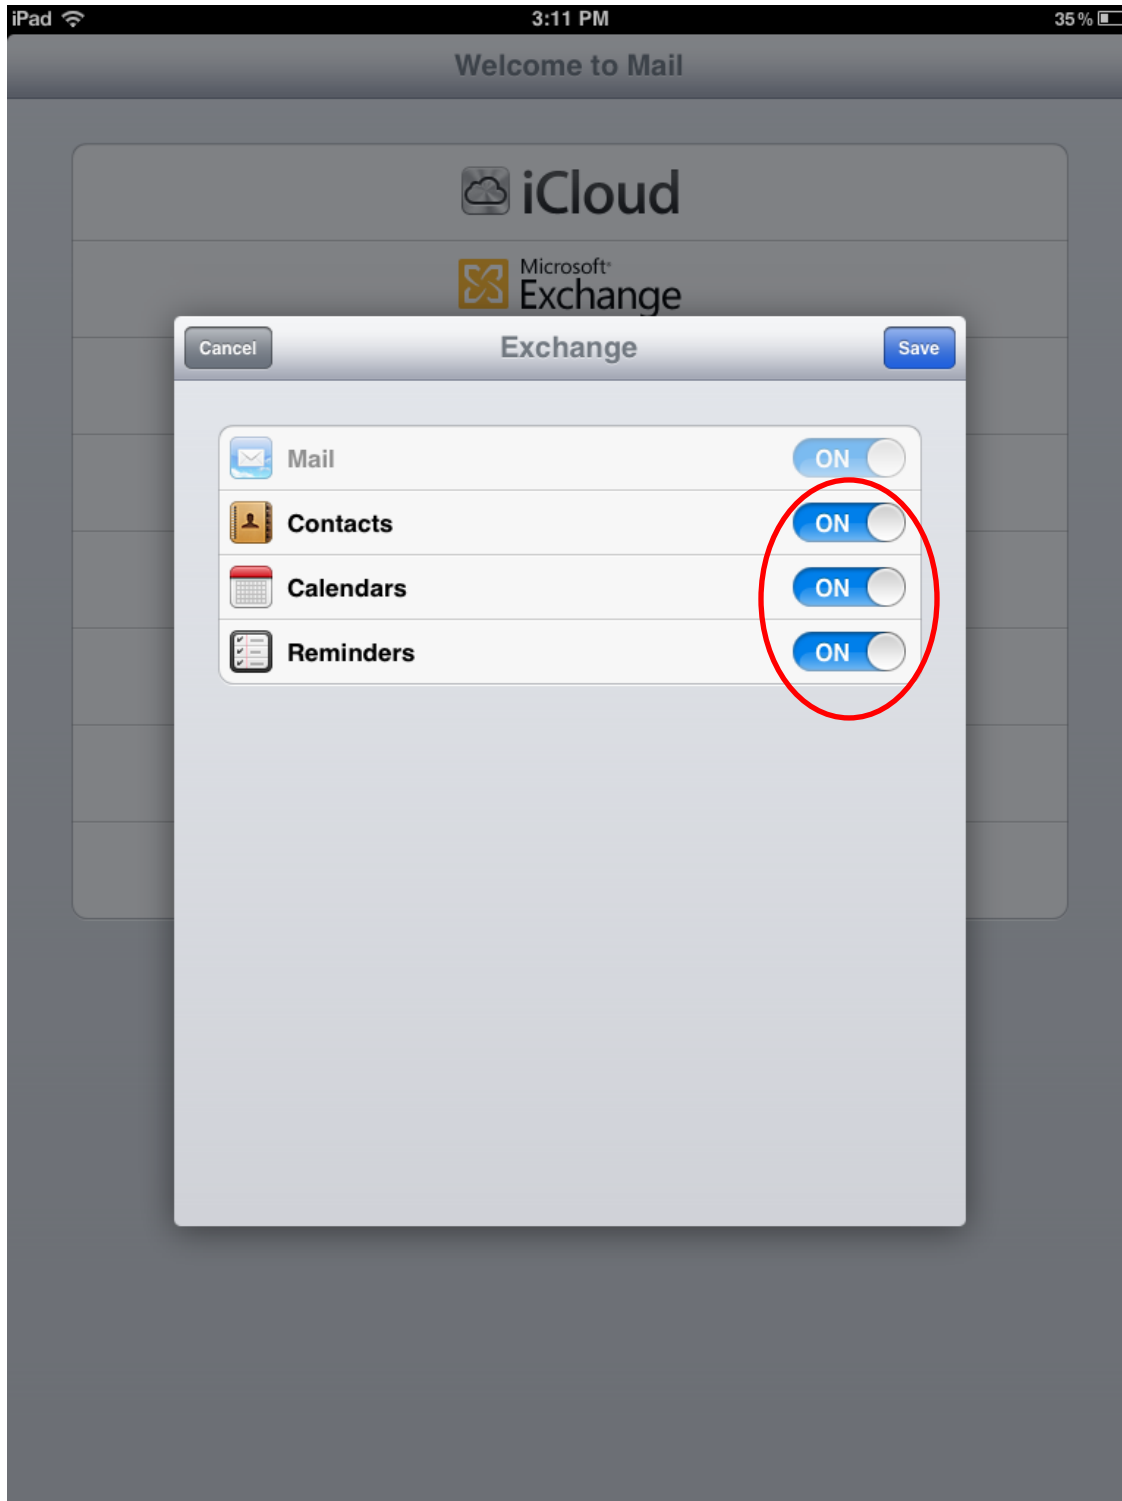 iPad 3:11 PM 35%
Welcome to Mail
iCloud
Microsoft
Exchange
Cancel Exchange Save
Mail ON
Contacts ON
Calendars ON
Reminders ON